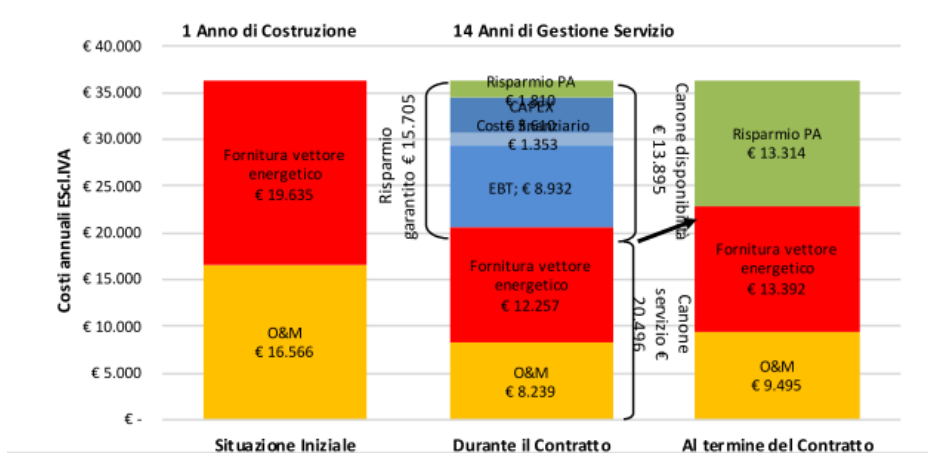 1 Anno di Costruzione
14 Anni di Gestione Servizio
Costi annuali EScl.IVA
€ 40.000
€ 35.000
€ 30.000
€ 25.000
€ 20.000
€ 15.000
€ 10.000
€ 5.000
€ -
Fornitura vettore
energetico
€ 19.635
O&M
€ 16.566
Risparmio
garantito € 15.705
Risparmio PA
€ 1.810
CAPEX
Costo finanziario
€ 1.353
EBT; € 8.932
Fornitura vettore
energetico
€ 12.257
O&M
€ 8.239
Canone disponibilità
€ 13.895
Canone
servizio €
20.496
Risparmio PA
€ 13.314
Fornitura vettore
energetico
€ 13.392
O&M
€ 9.495
Situazione Iniziale
Durante il Contratto
Al termine del Contratto